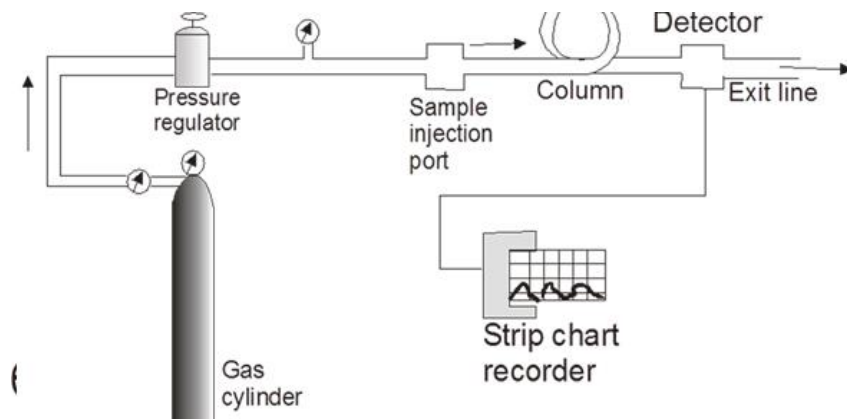 Detector
Pressure
regulator
Sample
injection
port
Column
Exit line
Strip chart
recorder
Gas
cylinder